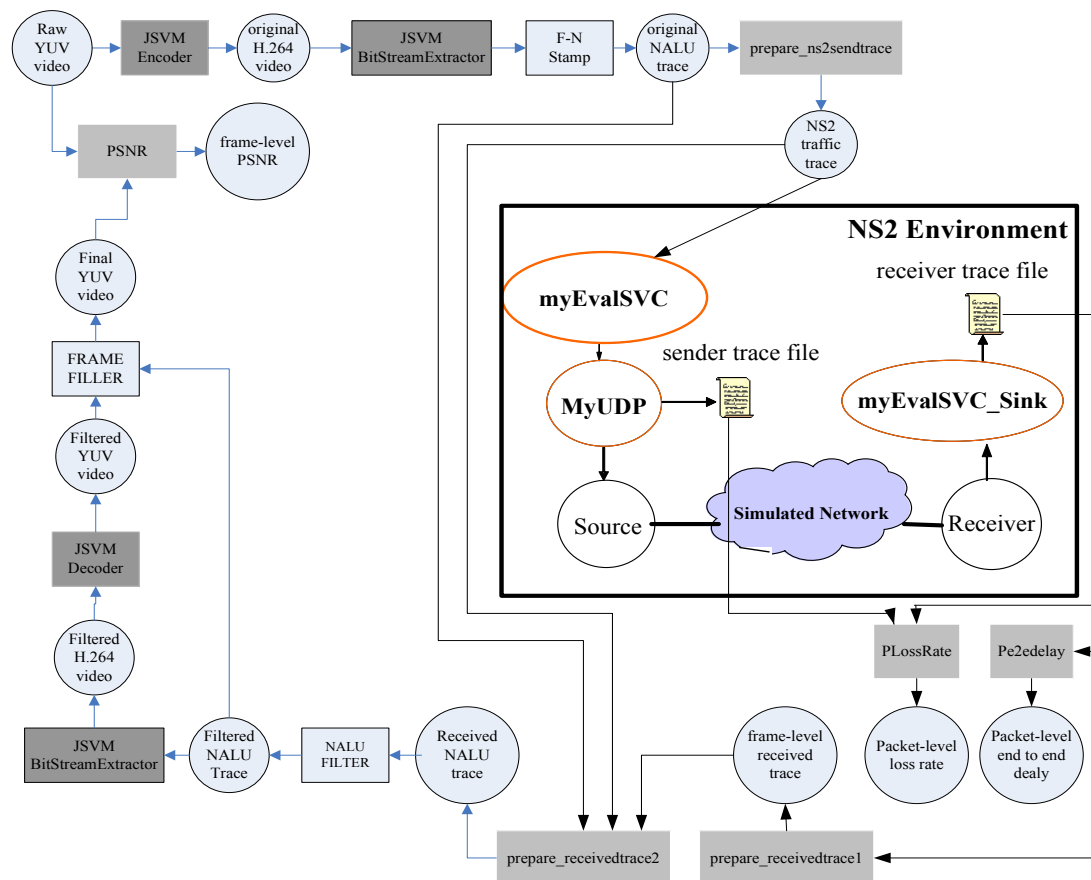 Raw
YUV
video
JSVM
Encoder
original
H.264
video
JSVM
BitStreamExtractor
F-N
Stamp
original
NALU
trace
prepare_ns2sendtrace
PSNR
frame-level
PSNR
NS2
traffic
trace
NS2 Environment
Final
YUV
video
myEvalSVC
receiver trace file
FRAME
FILLER
sender trace file
MyUDP
myEvalSVC_Sink
Filtered
YUV
video
Source
Simulated Network
Receiver
JSVM
Decoder
Filtered
H.264
video
PLossRate
Pe2edelay
JSVM
BitStreamExtractor
Filtered
NALU
Trace
NALU
FILTER
Received
NALU
trace
frame-level
received
trace
Packet-level
loss rate
Packet-level
end to end
dealy
prepare_receivedtrace2
prepare_receivedtrace1